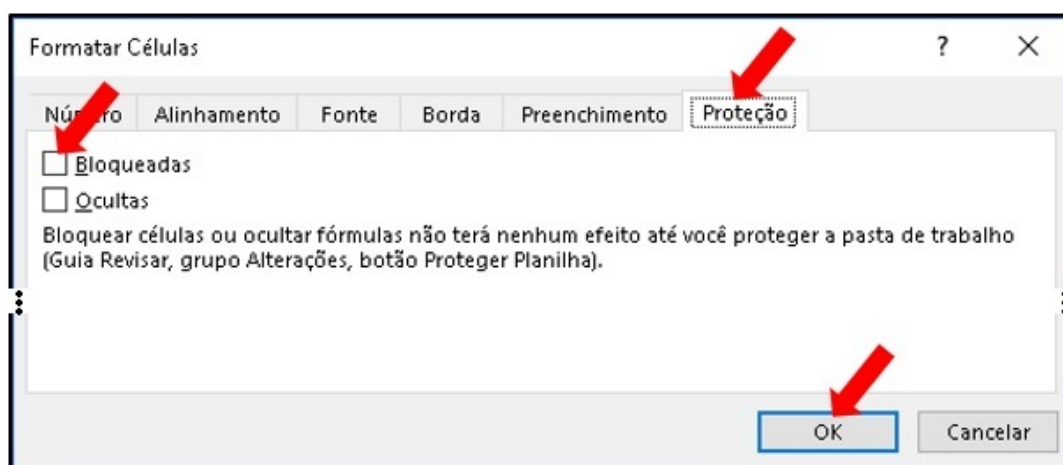 Formatar Células ?
Número Alinhamento Fonte Borda Preenchimento Proteção
Bloqueadas
Ocultas
Bloquear células ou ocultar fórmulas não terá nenhum efeito até você proteger a pasta de trabalho
(Guia Revisar, grupo Alterações, botão Proteger Planilha).
OK Cancelar